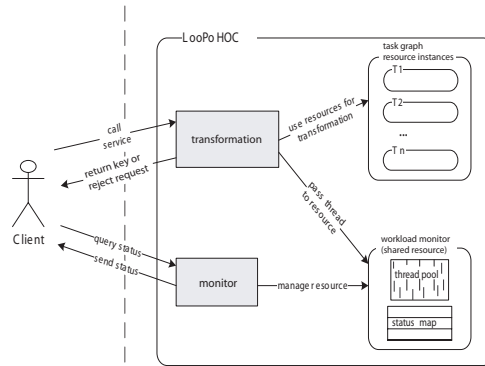 LooPo HOC
task graph
resource instances
T1
T2
...
Tn
call
service
transformation
use resources for
transformation
return key or
reject request
pass thread
to resource
Client
query status
send status
monitor
manage resource
workload monitor
(shared resource)
thread pool
status map